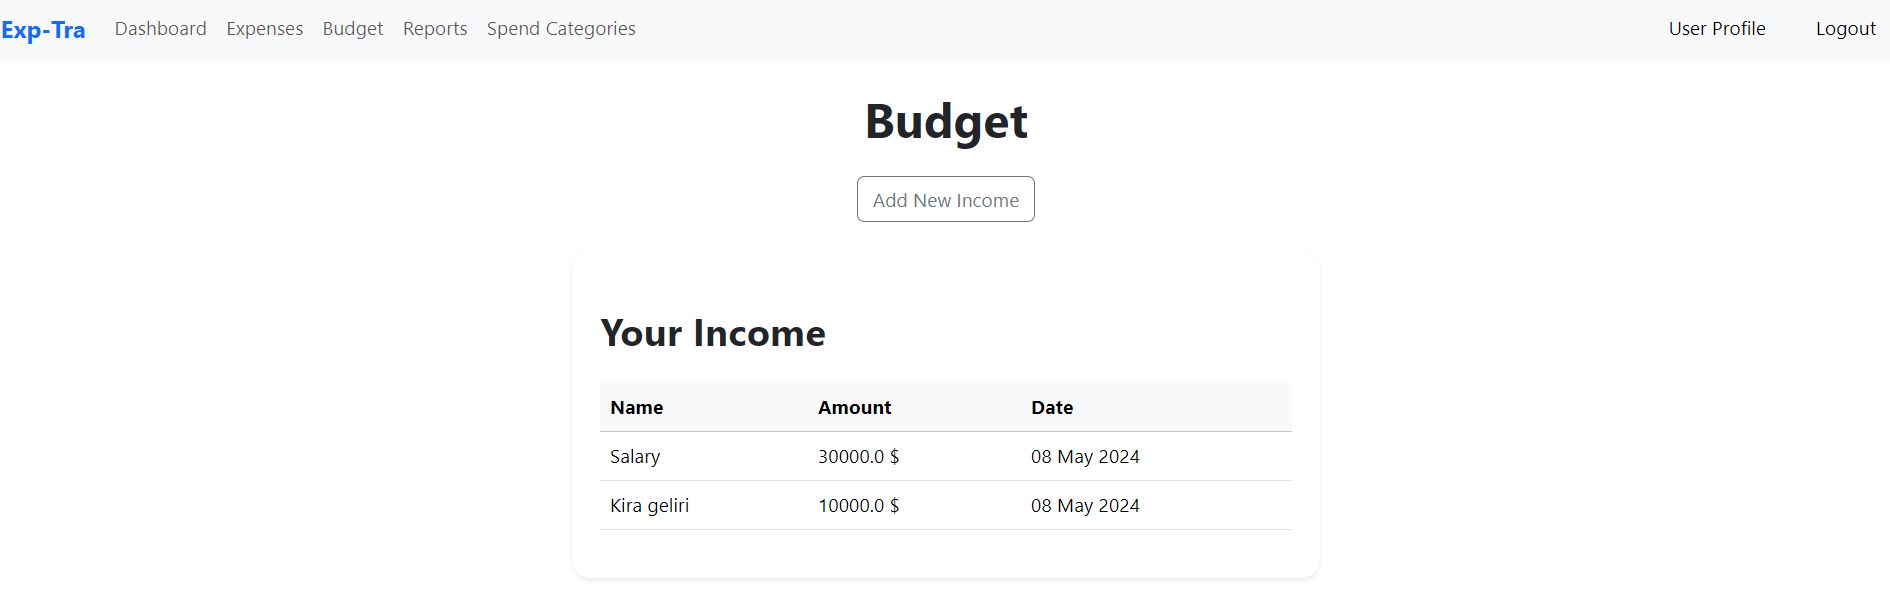 Exp-Tra Dashboard Expenses Budget Reports Spend Categories User Profile Logout
Budget
Add New Income
Your Income
Name Amount Date
Salary 30000.0 $ 08 May 2024
Kira geliri 10000.0 $ 08 May 2024